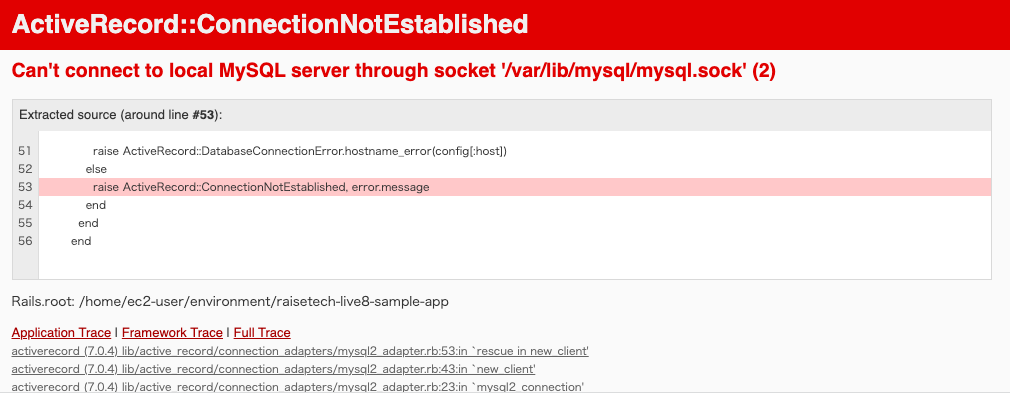 ActiveRecord::ConnectionNotEstablished
Can't connect to local MySQL server through socket '/var/lib/mysql/mysql.sock' (2)
Extracted source (around line #53):
51 raise ActiveRecord::DatabaseConnectionError.hostname_error(config[:host])
52 else
53 raise ActiveRecord::ConnectionNotEstablished, error.message
54 end
55 end
56 end
Rails.root: /home/ec2-user/environment/raisetech-live8-sample-app
Application Trace | Framework Trace | Full Trace
activerecord (7.0.4) lib/active_record/connection_adapters/mysql2_adapter.rb:53:in `rescue in new_client'
activerecord (7.0.4) lib/active_record/connection_adapters/mysql2_adapter.rb:43:in `new_client'
activerecord (7.0.4) lib/active_record/connection_adapters/mysql2_adapter.rb:23:in `mysql2_connection'